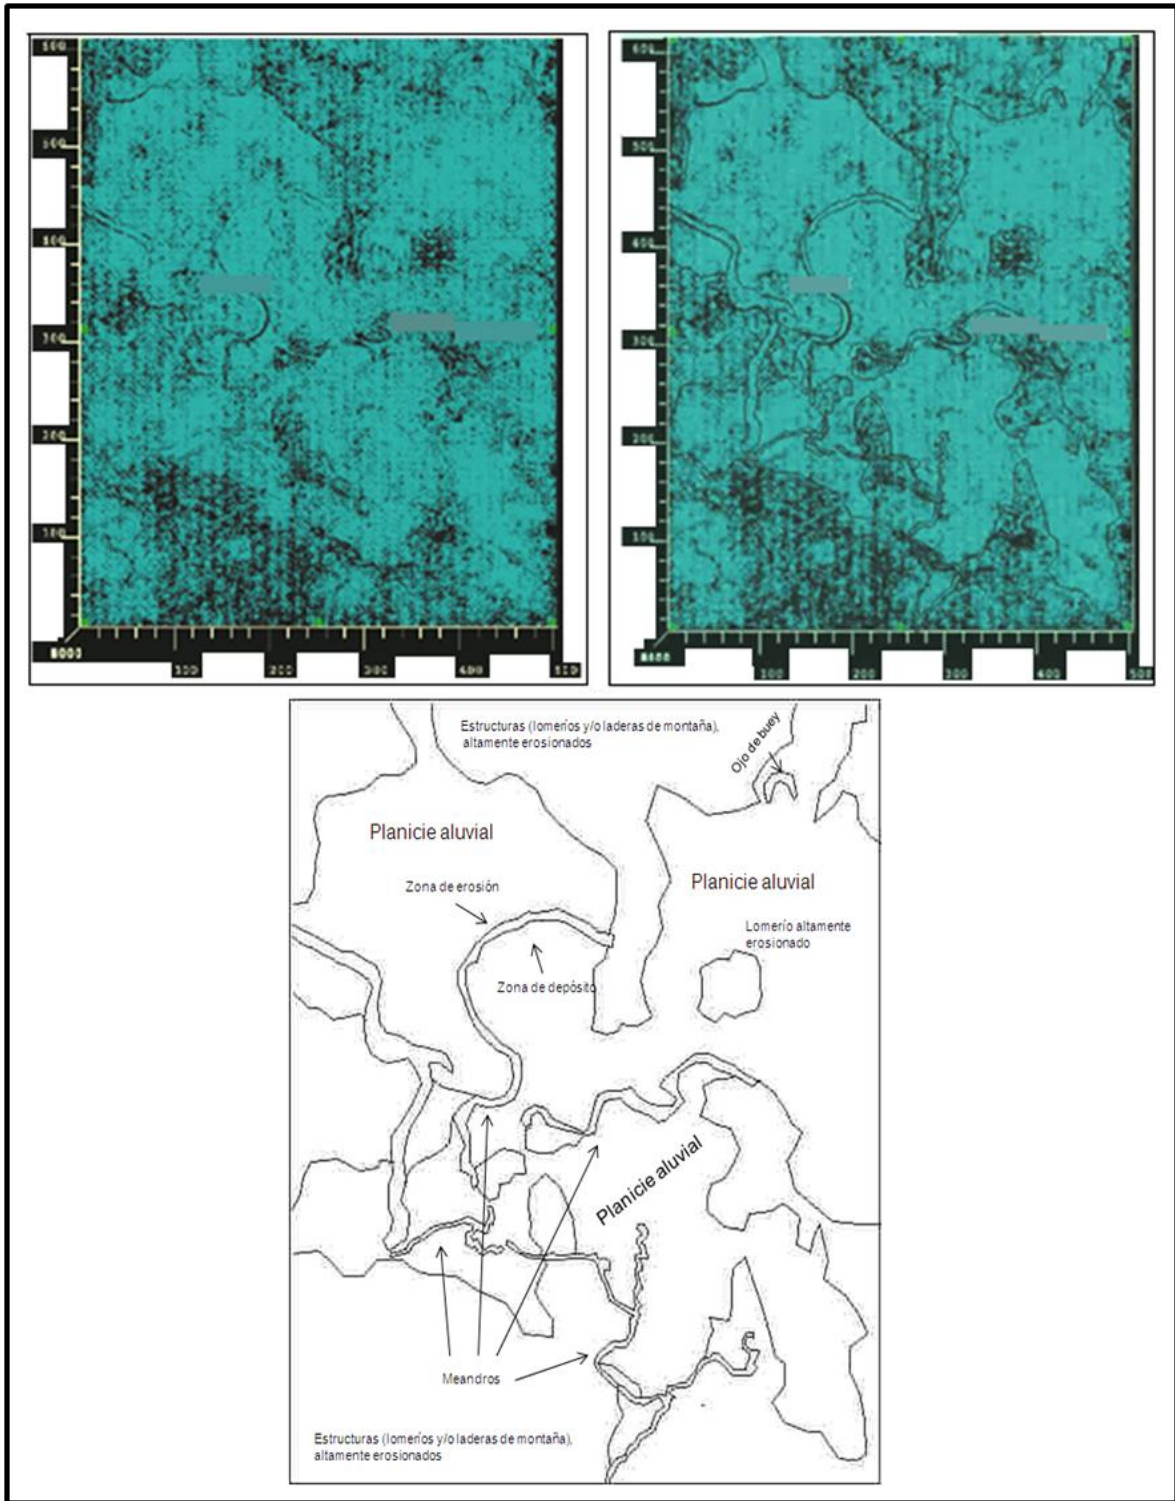 600
500
400
300
200
100
100
200
300
400
500
Estructuras (lomeríos y/o laderas de montaña),
altamente erosionados
Ojo de buey
Planicie aluvial
Planicie aluvial
Zona de erosión
Lomerío altamente
erosionado
Zona de depósito
Planicie aluvial
Meandros
Estructuras (lomeríos y/o laderas de montaña),
altamente erosionados